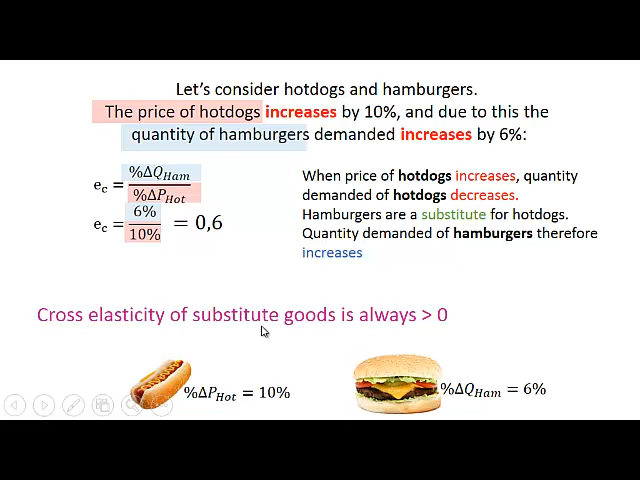 Let's consider hotdogs and hamburgers.
The price of hotdogs increases by 10%, and due to this the
quantity of hamburgers demanded increases by 6%:
e_c = %ΔQ_Ham / %ΔP_Hot
e_c = 6% / 10% = 0,6
When price of hotdogs increases, quantity
demanded of hotdogs decreases.
Hamburgers are a substitute for hotdogs.
Quantity demanded of hamburgers therefore
increases
Cross elasticity of substitute goods is always > 0
%ΔP_Hot = 10%
%ΔQ_Ham = 6%